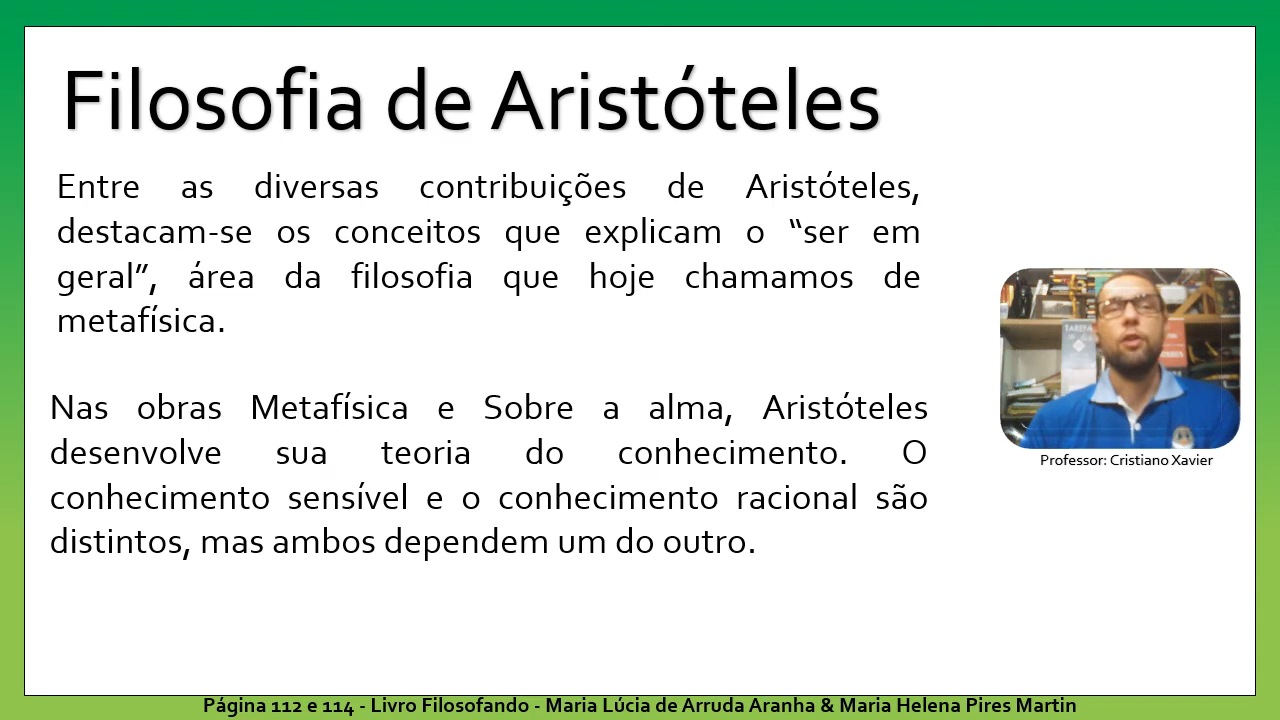 Filosofia de Aristóteles
Entre as diversas contribuições de Aristóteles,
destacam-se os conceitos que explicam o “ser em
geral”, área da filosofia que hoje chamamos de
metafísica.
Nas obras Metafísica e Sobre a alma, Aristóteles
desenvolve sua teoria do conhecimento. O
conhecimento sensível e o conhecimento racional são
distintos, mas ambos dependem um do outro.
Professor: Cristiano Xavier
Página 112 e 114 - Livro Filosofando - Maria Lúcia de Arruda Aranha & Maria Helena Pires Martin